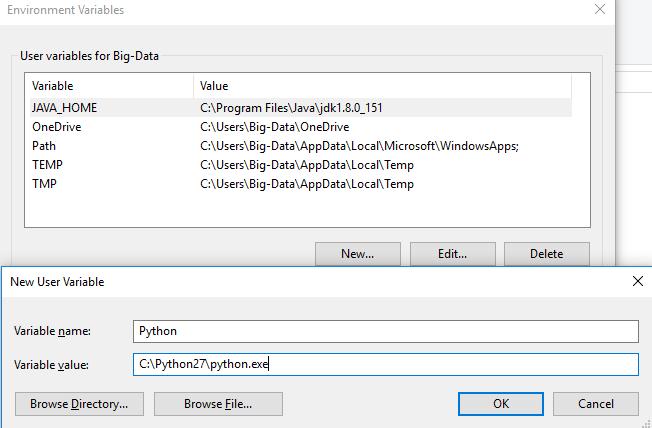 Environment Variables
User variables for Big-Data
Variable Value
JAVA_HOME C:\Program Files\Java\jdk1.8.0_151
OneDrive C:\Users\Big-Data\OneDrive
Path C:\Users\Big-Data\AppData\Local\Microsoft\WindowsApps;
TEMP C:\Users\Big-Data\AppData\Local\Temp
TMP C:\Users\Big-Data\AppData\Local\Temp
New... Edit... Delete
New User Variable
Variable name: Python
Variable value: C:\Python27\python.exe
Browse Directory... Browse File... OK Cancel